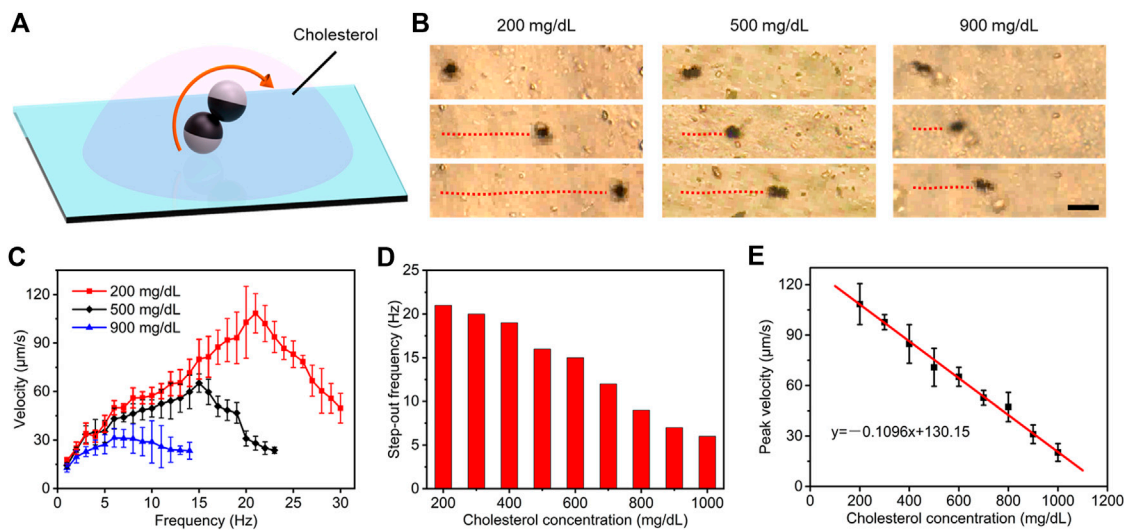 A
Cholesterol
B
200 mg/dL
500 mg/dL
900 mg/dL
C
Velocity (µm/s)
120
90
60
30
0
200 mg/dL
500 mg/dL
900 mg/dL
0 5 10 15 20 25 30
Frequency (Hz)
D
Step-out frequency (Hz)
25
20
15
10
5
0
200 400 600 800 1000
Cholesterol concentration (mg/dL)
E
Peak velocity (µm/s)
120
90
60
30
0
y=−0.1096x+130.15
0 200 400 600 800 1000 1200
Cholesterol concentration (mg/dL)